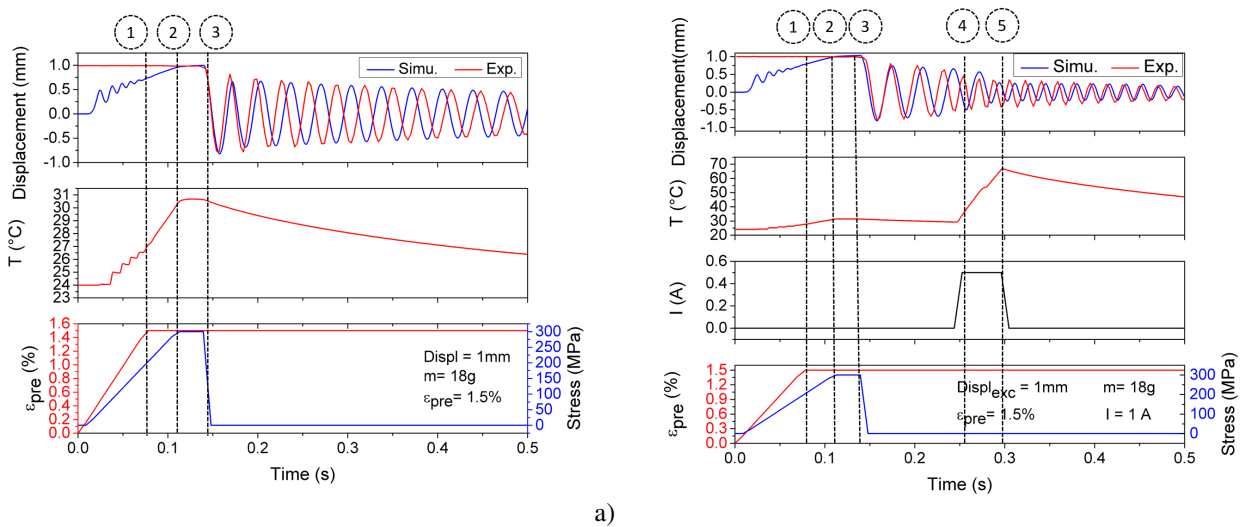 1 2 3
Displacement (mm)
1.0
0.5
0.0
-0.5
1.0
Simu. Exp.
T (°C)
31
30
29
28
27
26
25
24
23
εpre (%)
1.6
1.4
1.2
1.0
0.8
0.6
0.4
0.2
0.0
Displ = 1mm
m= 18g
εpre= 1.5%
300
250
200
150
100
50
0
Stress (MPa)
0.0 0.1 0.2 0.3 0.4 0.5
Time (s)
1 2 3 4 5
Displacement(mm)
1.0
0.5
0.0
-0.5
-1.0
Simu. Exp.
T (°C)
70
60
50
40
30
20
I (A)
0.6
0.4
0.2
0.0
εpre (%)
1.5
1.2
0.9
0.6
0.3
0.0
Displexc= 1mm m= 18g
εpre= 1.5% I = 1 A
300
200
100
0
Stress (MPa)
0.0 0.1 0.2 0.3 0.4 0.5
Time (s)
a)